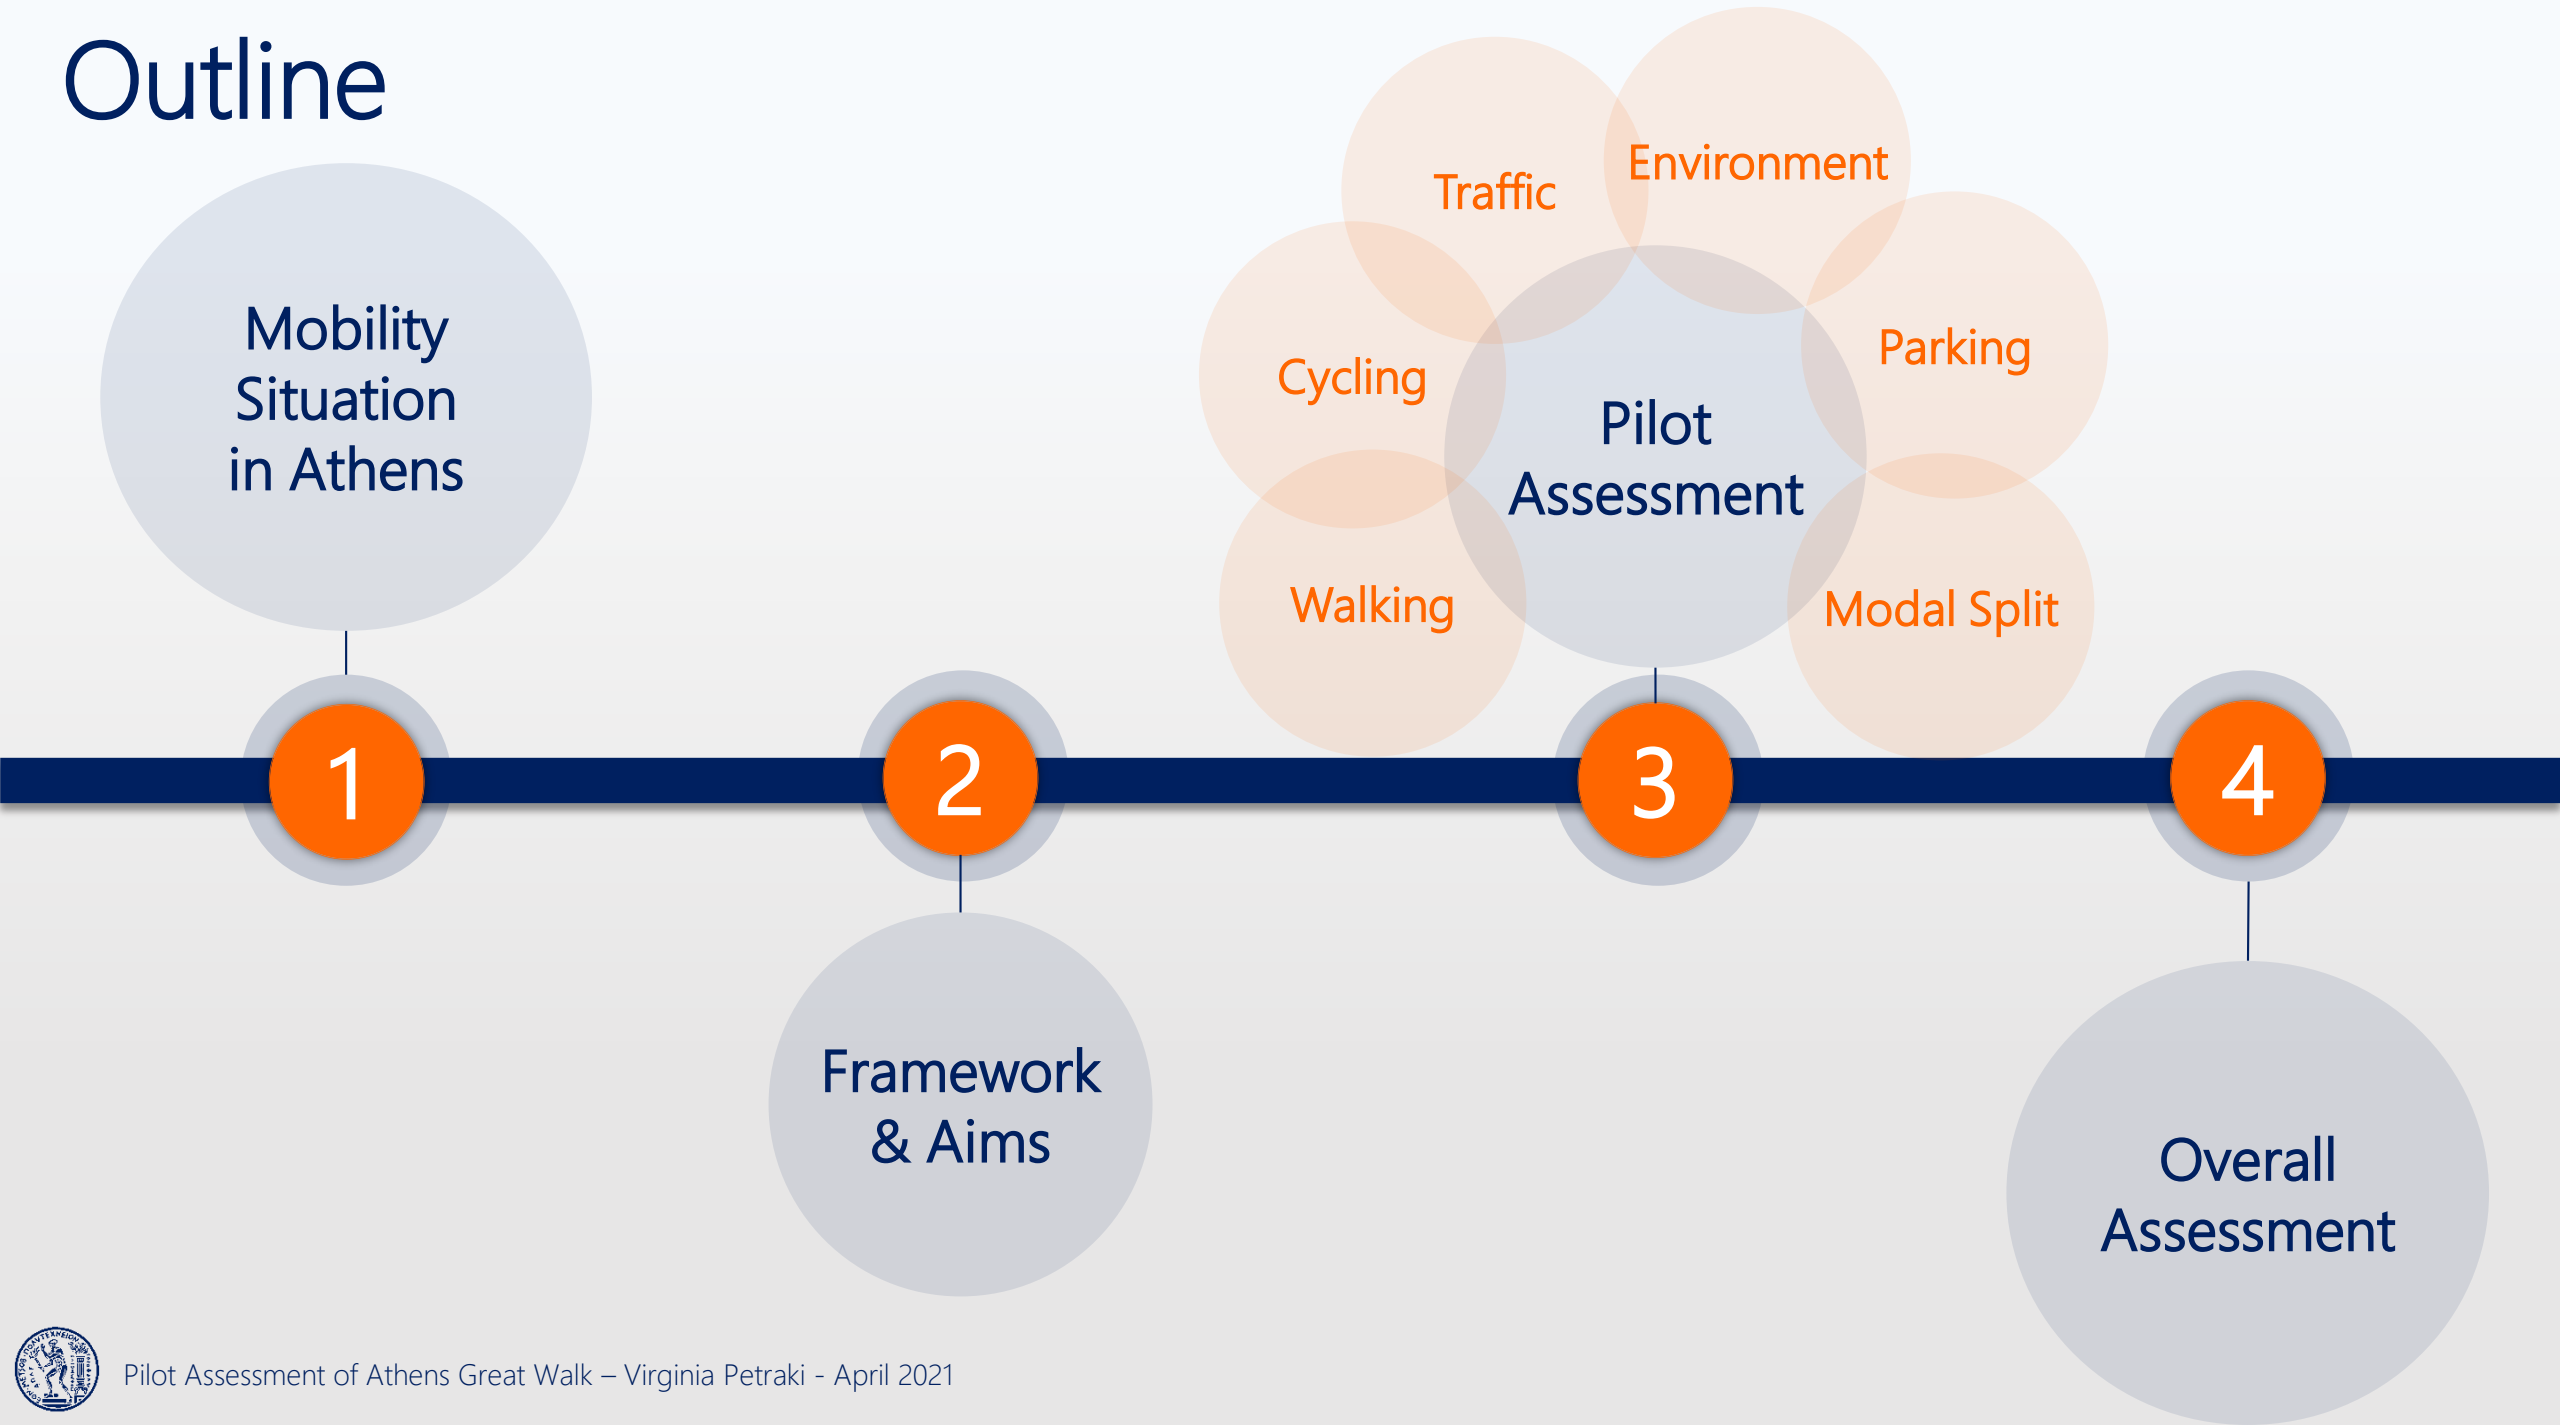 Outline
Mobility
Situation
in Athens
1
2
Framework
& Aims
Walking
Cycling
Traffic
Environment
Parking
Modal Split
Pilot
Assessment
3
4
Overall
Assessment
Pilot Assessment of Athens Great Walk – Virginia Petraki - April 2021